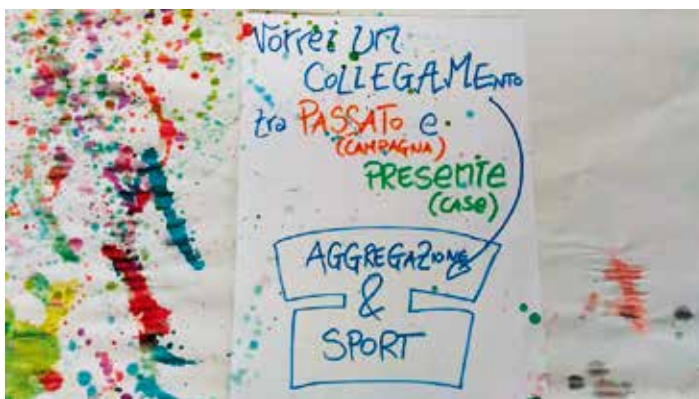 Vorrei un
COLLEGAMENTO
tra PASSATO e
(CAMPAGNA)
PRESENTE
(CASE)
AGGREGAZIONE
&
SPORT